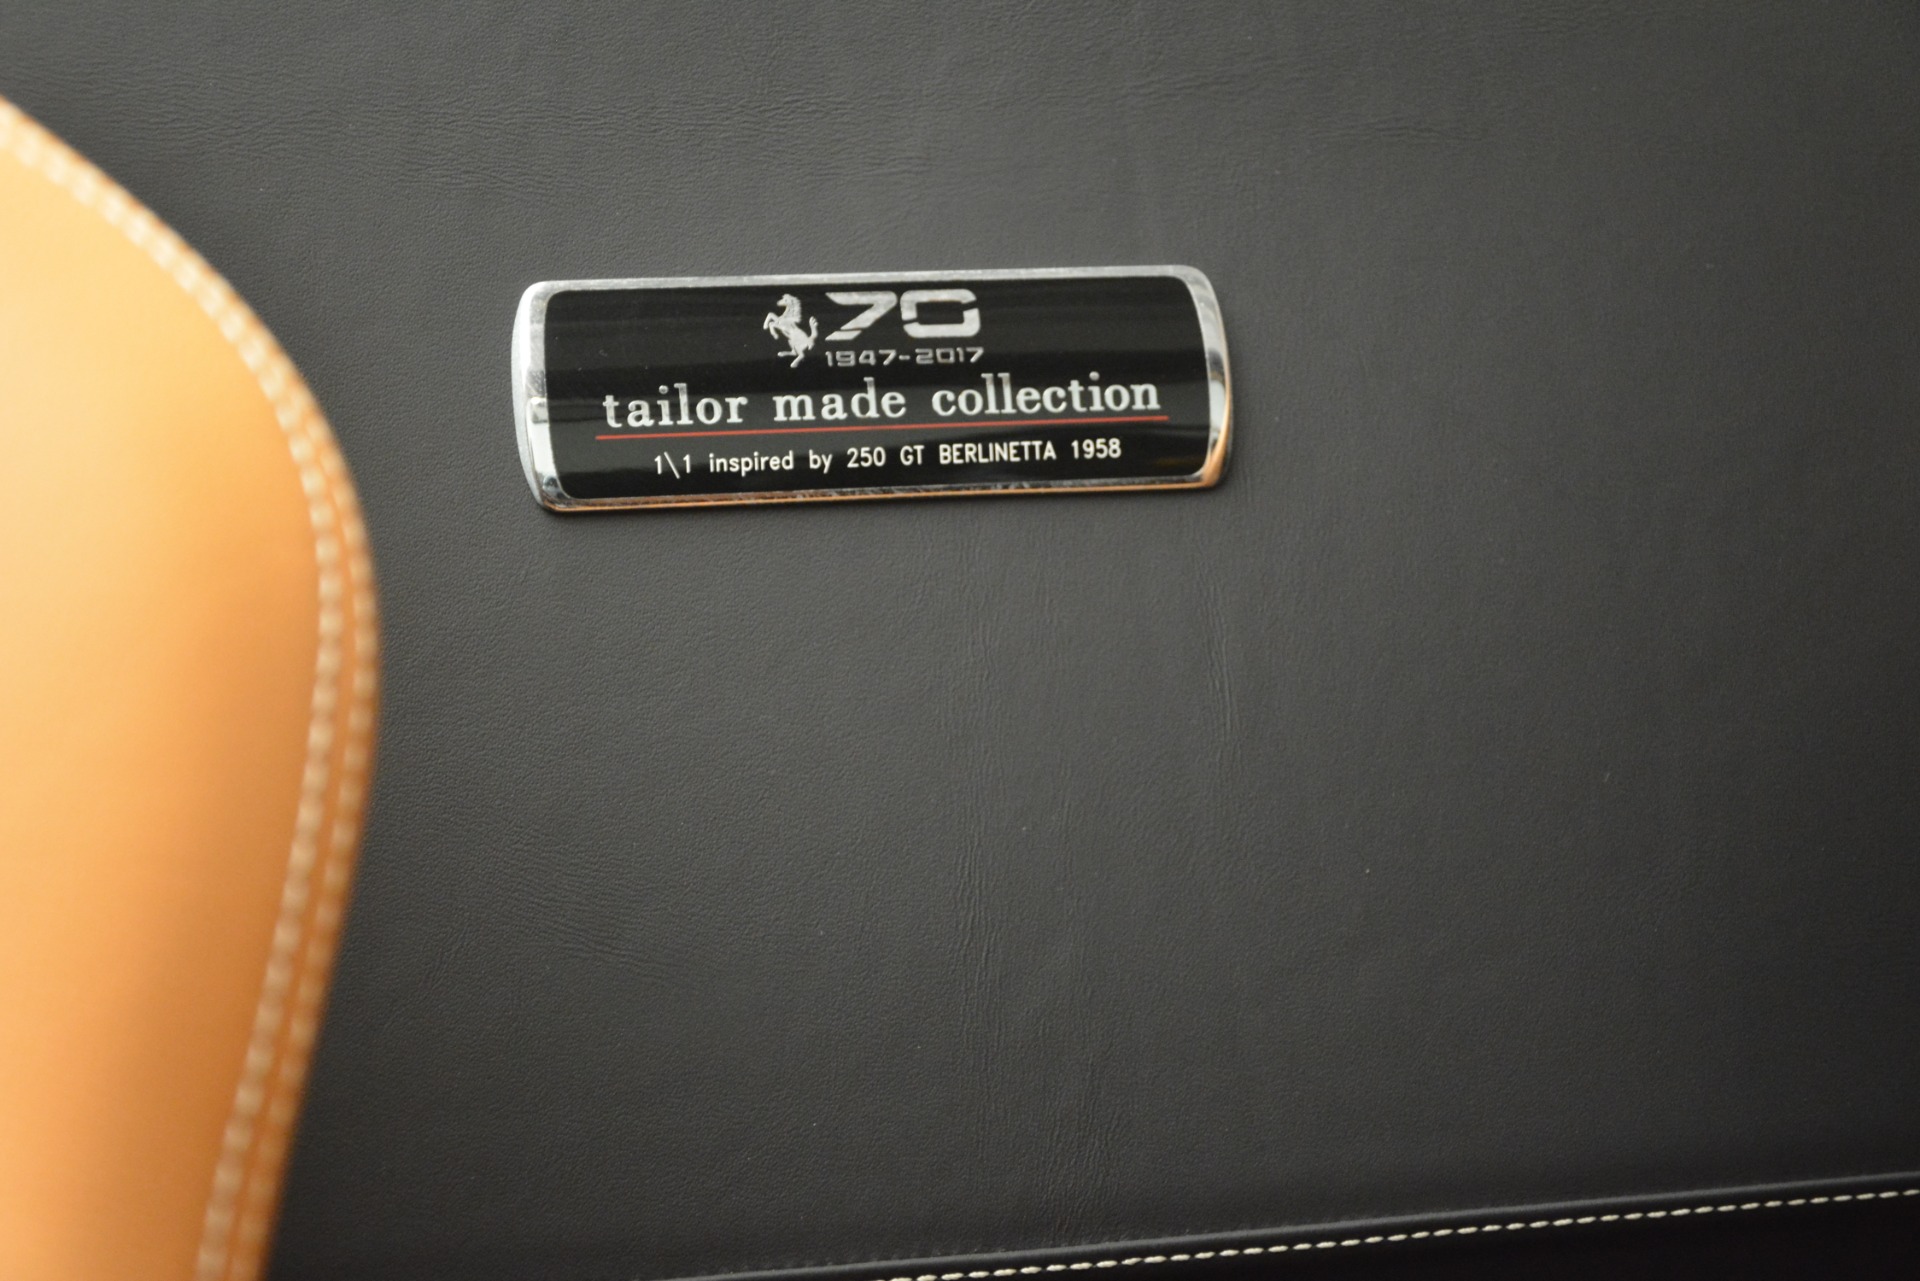 70
1947-2017
tailor made collection
1\1 inspired by 250 GT BERLINETTA 1958